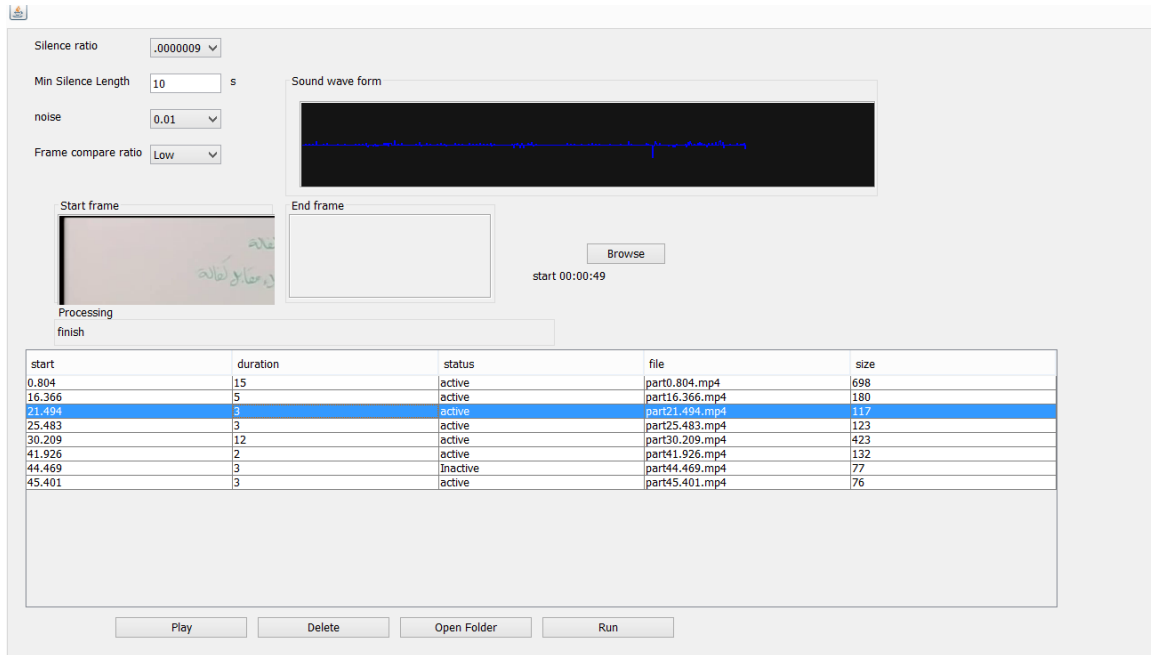 Silence ratio .0000009
Min Silence Length 10 s
noise 0.01
Frame compare ratio Low
Sound wave form
Start frame
مقابل كفالة
End frame
Browse
start 00:00:49
Processing
finish
start duration status file size
0.804 15 active part0.804.mp4 698
16.366 5 active part16.366.mp4 180
21.494 3 active part21.494.mp4 117
25.483 3 active part25.483.mp4 123
30.209 12 active part30.209.mp4 423
41.926 2 active part41.926.mp4 132
44.469 3 Inactive part44.469.mp4 77
45.401 3 active part45.401.mp4 76
Play Delete Open Folder Run